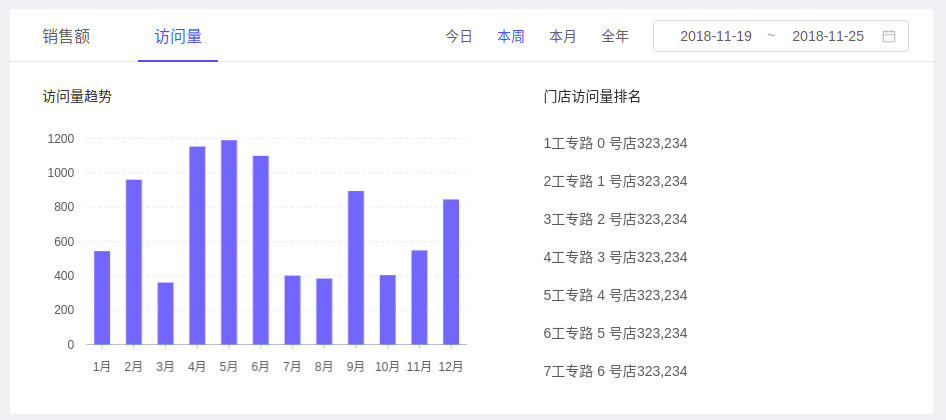 销售额 访问量 今日 本周 本月 全年 2018-11-19 ~ 2018-11-25
访问量趋势
1200
1000
800
600
400
200
0
1月 2月 3月 4月 5月 6月 7月 8月 9月 10月 11月 12月
门店访问量排名
1工专路 0 号店323,234
2工专路 1 号店323,234
3工专路 2 号店323,234
4工专路 3 号店323,234
5工专路 4 号店323,234
6工专路 5 号店323,234
7工专路 6 号店323,234